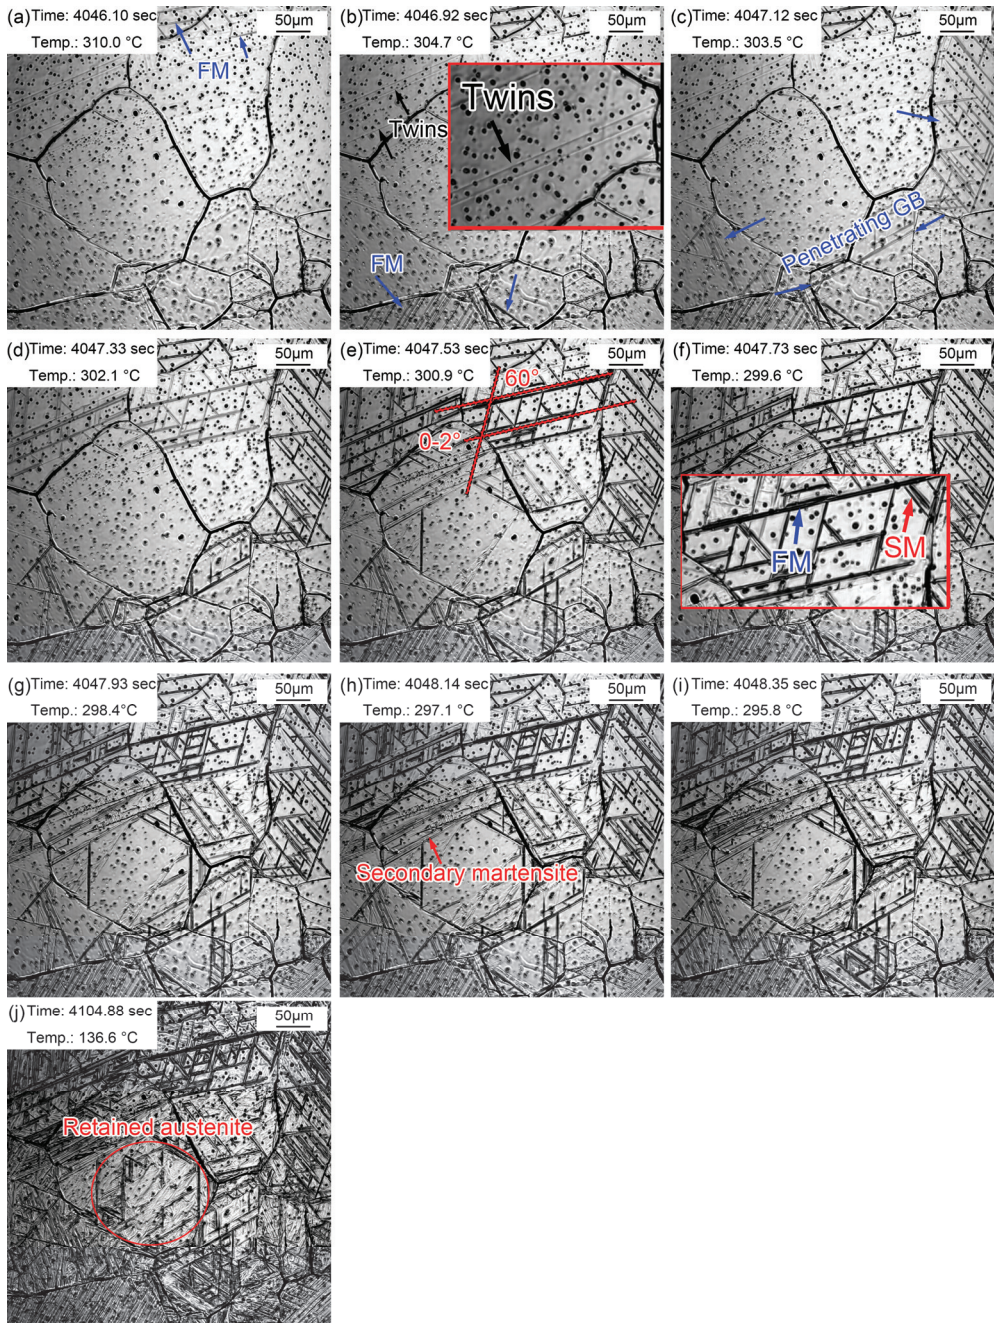 (a) Time: 4046.10 sec
Temp.: 310.0 °C
50μm
FM
(b) Time: 4046.92 sec
Temp.: 304.7 °C
50μm
Twins
Twins
FM
(c) Time: 4047.12 sec
Temp.: 303.5 °C
50μm
Penetrating GB
(d) Time: 4047.33 sec
Temp.: 302.1 °C
50μm
(e) Time: 4047.53 sec
Temp.: 300.9 °C
50μm
60°
0-2°
(f) Time: 4047.73 sec
Temp.: 299.6 °C
50μm
FM
SM
(g) Time: 4047.93 sec
Temp.: 298.4°C
50μm
(h) Time: 4048.14 sec
Temp.: 297.1 °C
50μm
Secondary martensite
(i) Time: 4048.35 sec
Temp.: 295.8 °C
50μm
(j) Time: 4104.88 sec
Temp.: 136.6 °C
50μm
Retained austenite